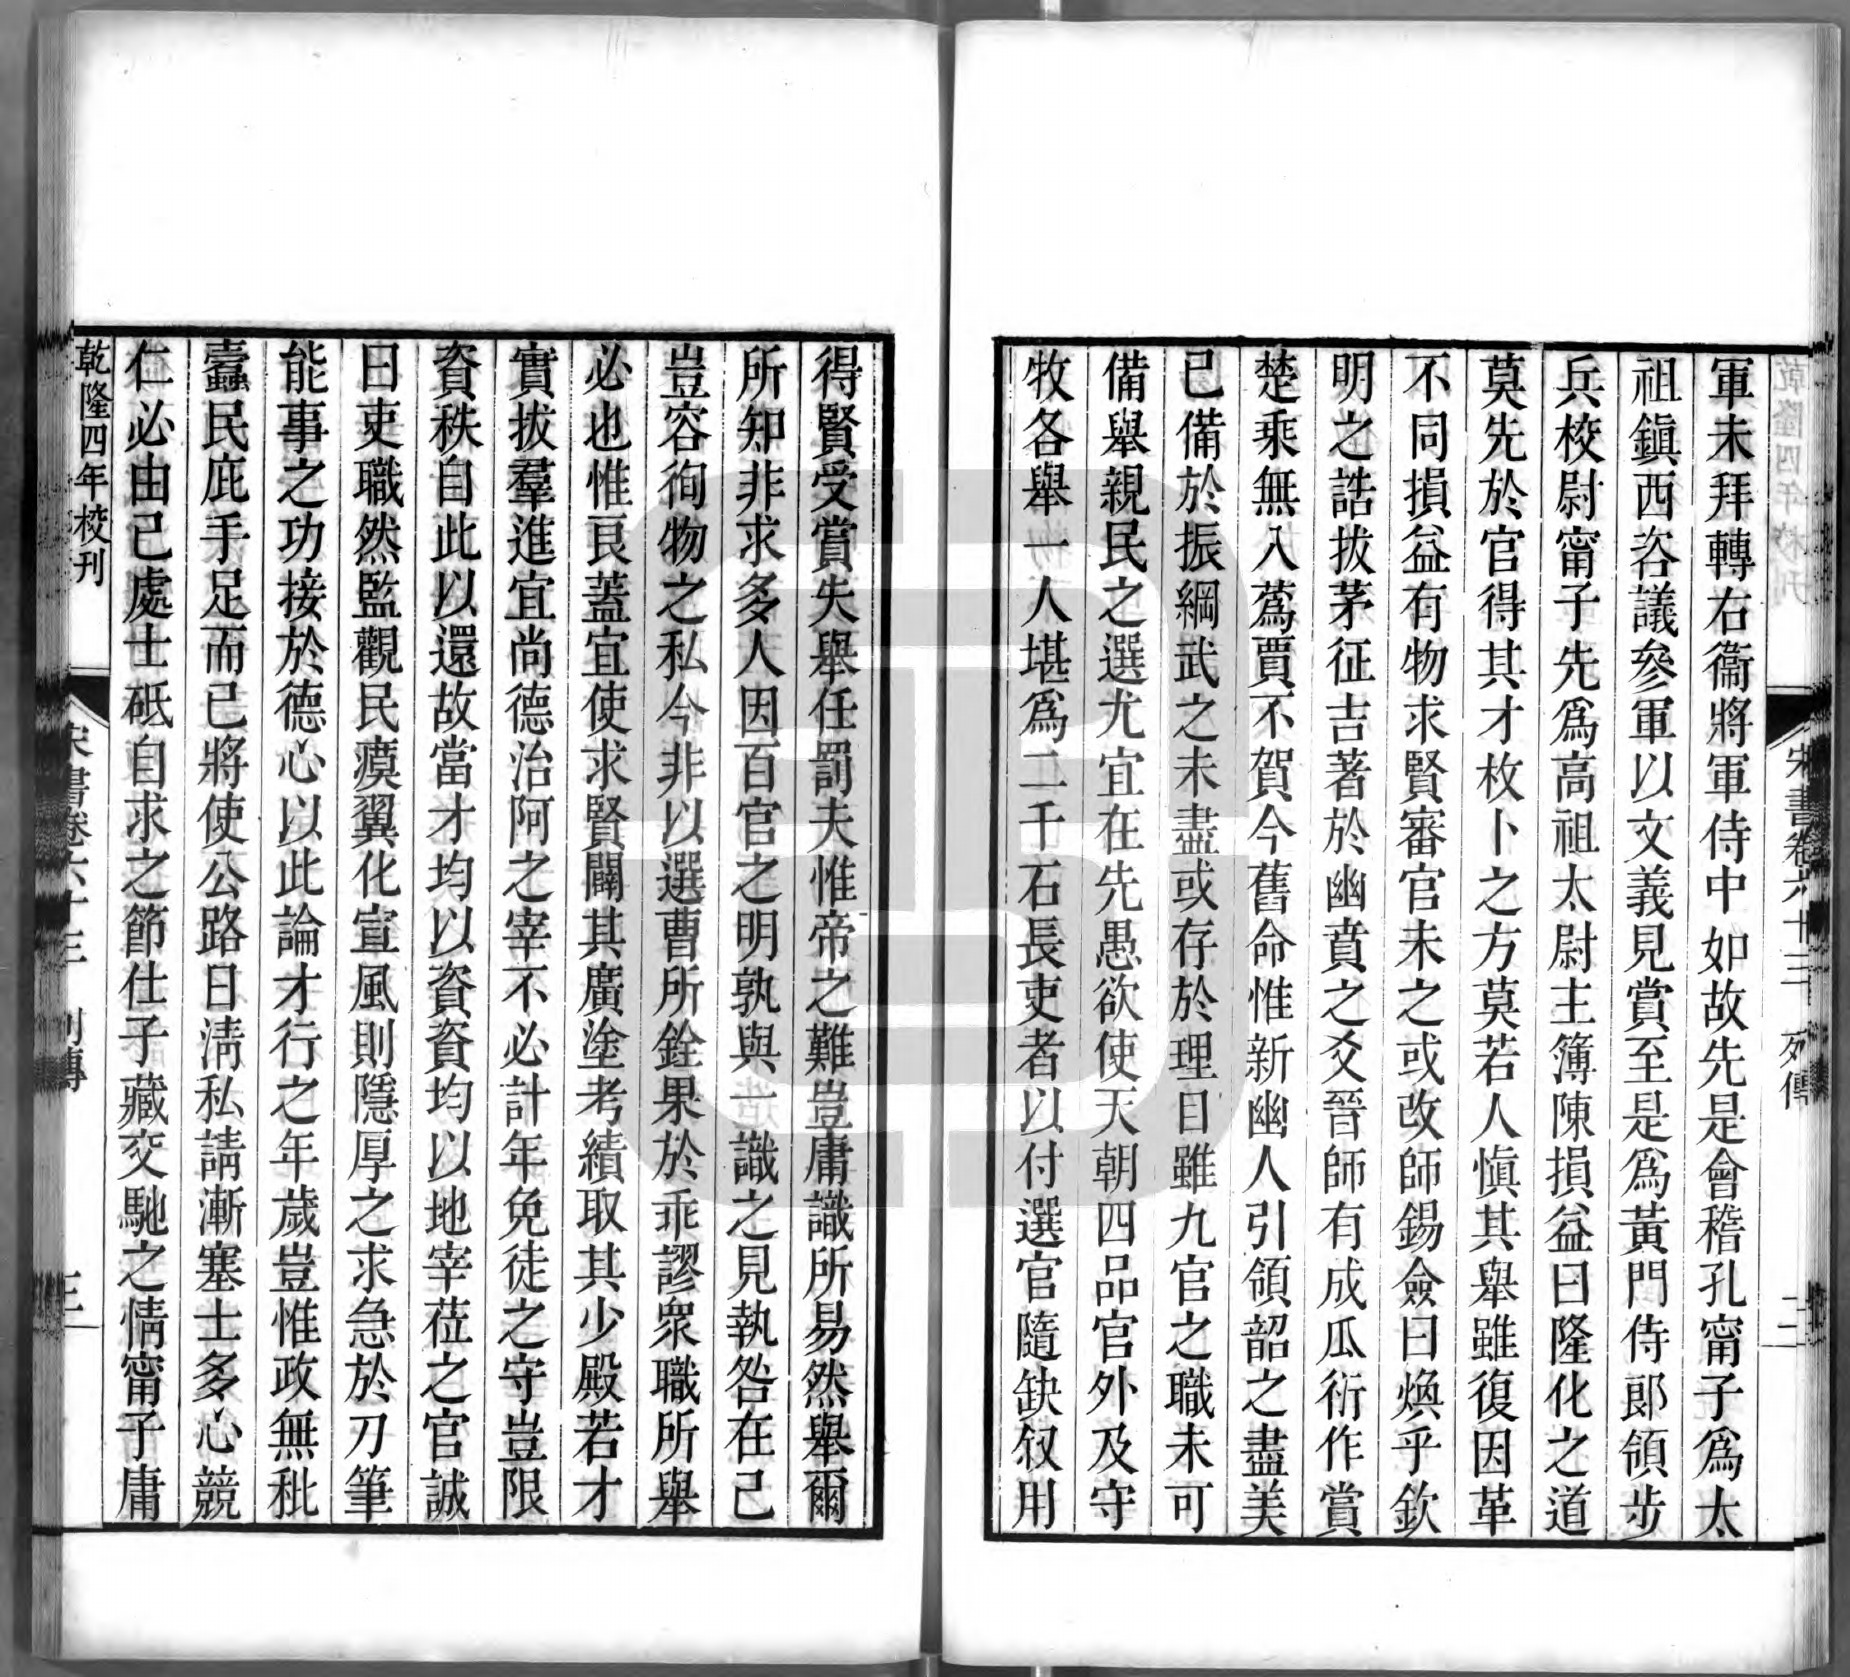 軍未拜轉右衞將軍侍中如故先是會稽孔甯子爲太
祖鎭西咨議參軍以文義見賞至是爲黃門侍郎領步
兵校尉甯子先爲高祖太尉主簿陳損益曰隆化之道
莫先於官得其才枚卜之方莫若人愼其舉雖復因革
不同損益有物求賢審官未之或改師錫僉曰煥乎欽
明之誥拔茅征吉著於幽賁之爻晉師有成瓜衍作賞
楚乘無入蔿賈不賀今舊命惟新幽人引領韶之盡美
已備於振綱武之未盡或存於理目雖九官之職未可
備舉親民之選尤宜在先愚欲使天朝四品官外及守
牧各舉一人堪爲二千石長吏者以付選官隨缺叙用
得賢受賞失舉任罰夫惟帝之難豈庸識所易然舉爾
所知非求多人因百官之明孰與一識之見執咎在己
豈容徇物之私今非以選曹所銓果於乖謬衆職所舉
必也惟良蓋宜使求賢闢其廣塗考績取其少殿若才
實拔羣進宜尚德治阿之宰不必計年免徒之守豈限
資秩自此以還故當才均以資資均以地宰莅之官誠
曰吏職然監觀民瘼翼化宣風則隱厚之求急於刀筆
能事之功接於德心以此論才行之年歲豈惟政無秕
蠹民庇手足而已將使公路日淸私請漸塞士多心競
仁必由己處士砥自求之節仕子藏交馳之情甯子庸
乾隆四年校刊
宋書卷六十三 列傳
三